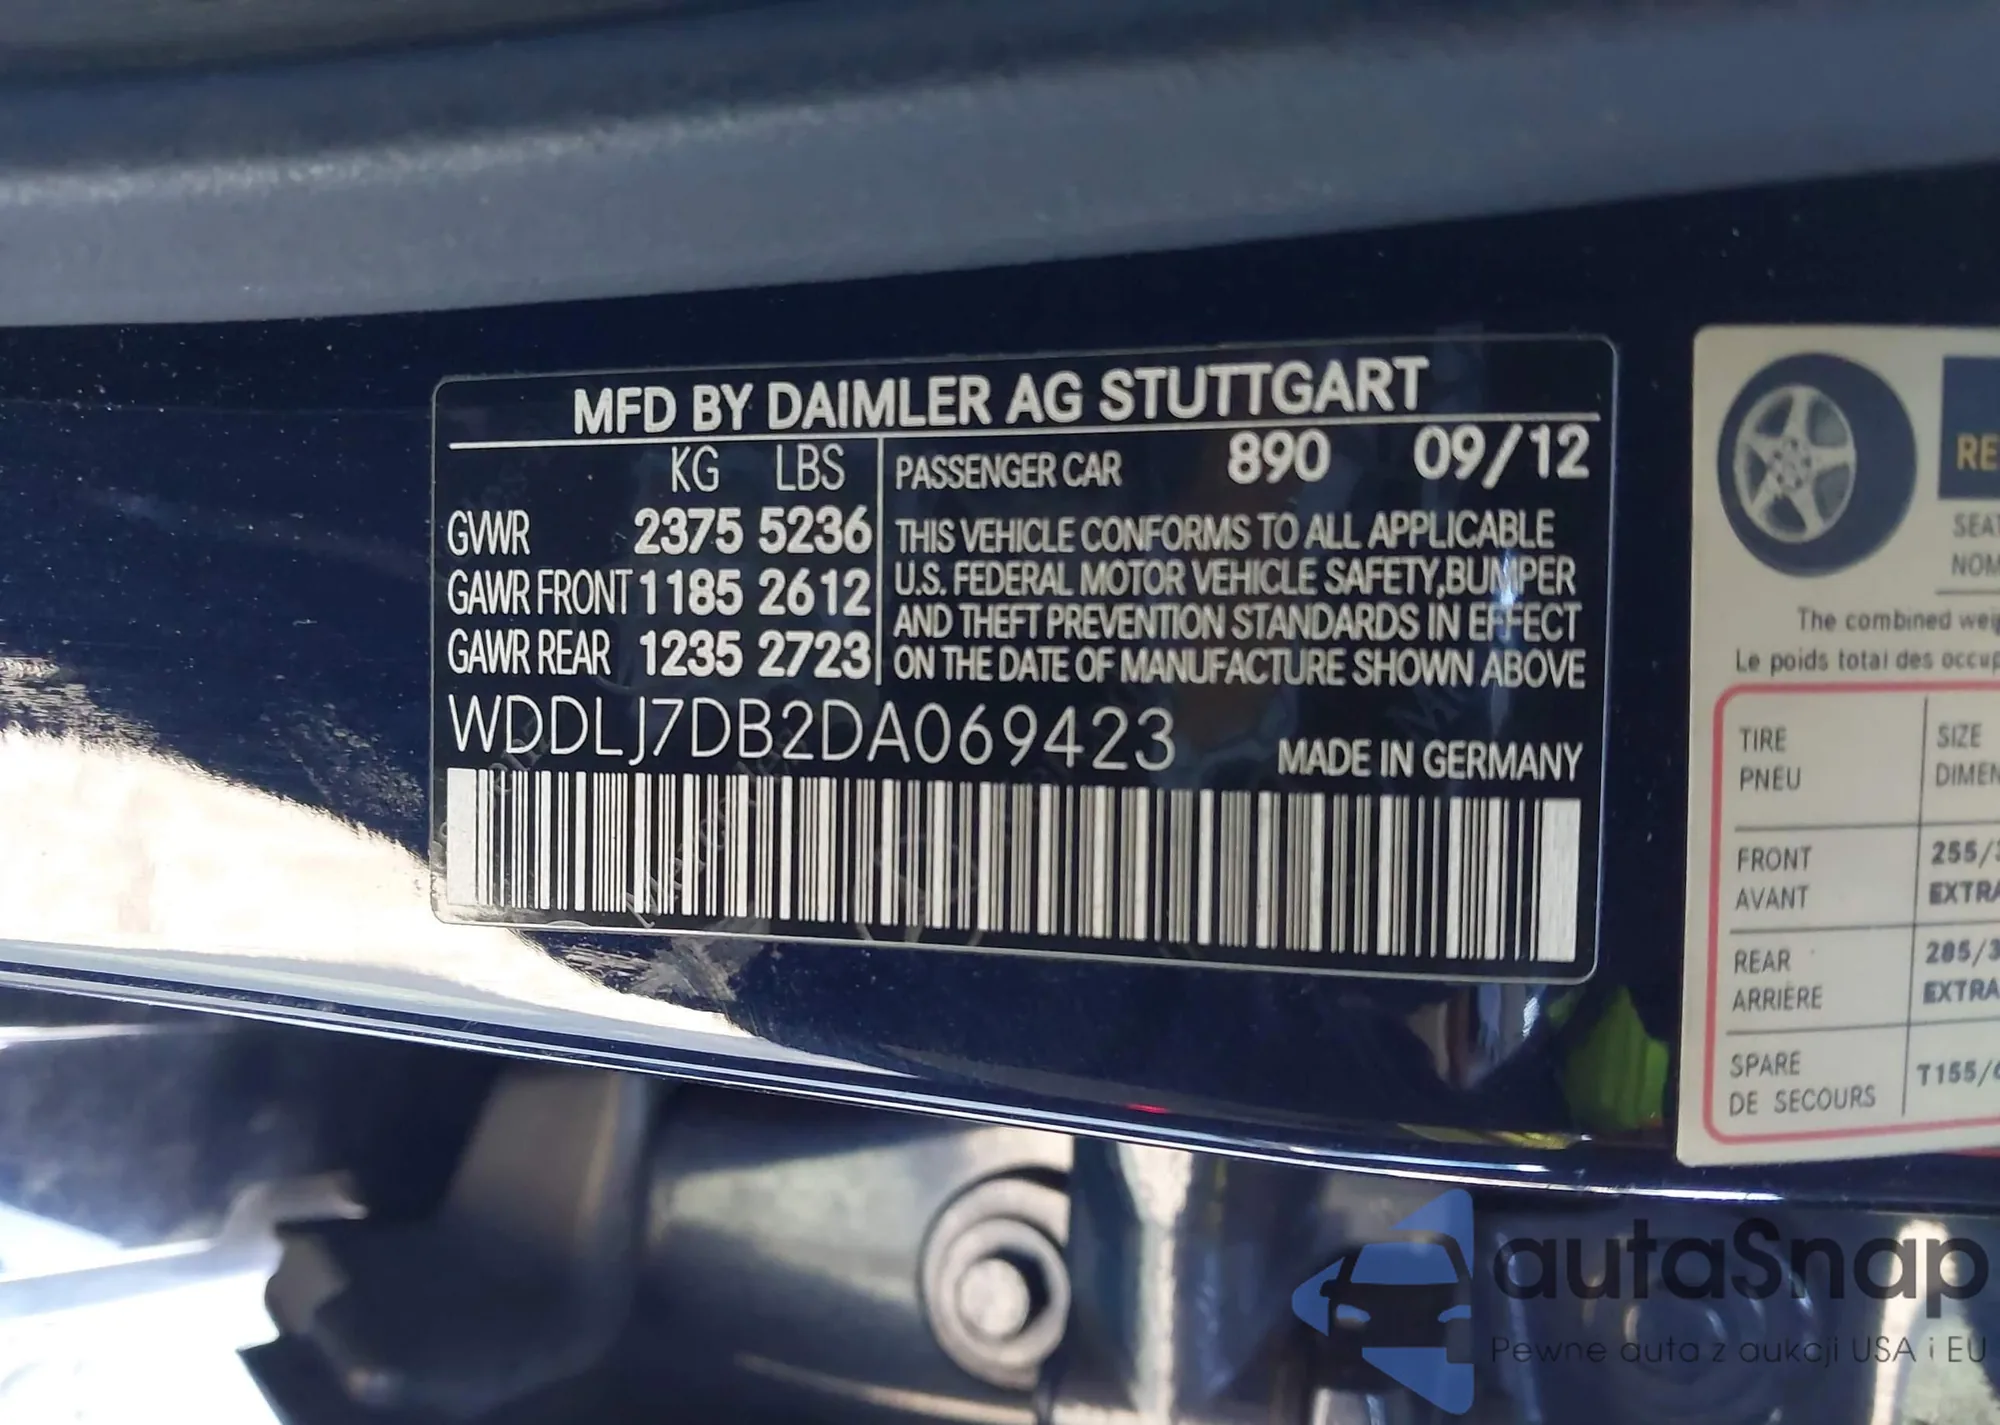 MFD BY DAIMLER AG STUTTGART
KG LBS
GVWR 2375 5236
GAWR FRONT 1185 2612
GAWR REAR 1235 2723
PASSENGER CAR 890 09/12
THIS VEHICLE CONFORMS TO ALL APPLICABLE
U.S. FEDERAL MOTOR VEHICLE SAFETY,BUMPER
AND THEFT PREVENTION STANDARDS IN EFFECT
ON THE DATE OF MANUFACTURE SHOWN ABOVE
WDDLJ7DB2DA069423
MADE IN GERMANY
The combined
Le poids total des
TIRE SIZE
PNEU
FRONT 255/
AVANT EXTRA
REAR 285/
ARRIÈRE EXTRA
SPARE T155/
DE SECOURS
autaSnap
Pewne auta z aukcji USA i EU